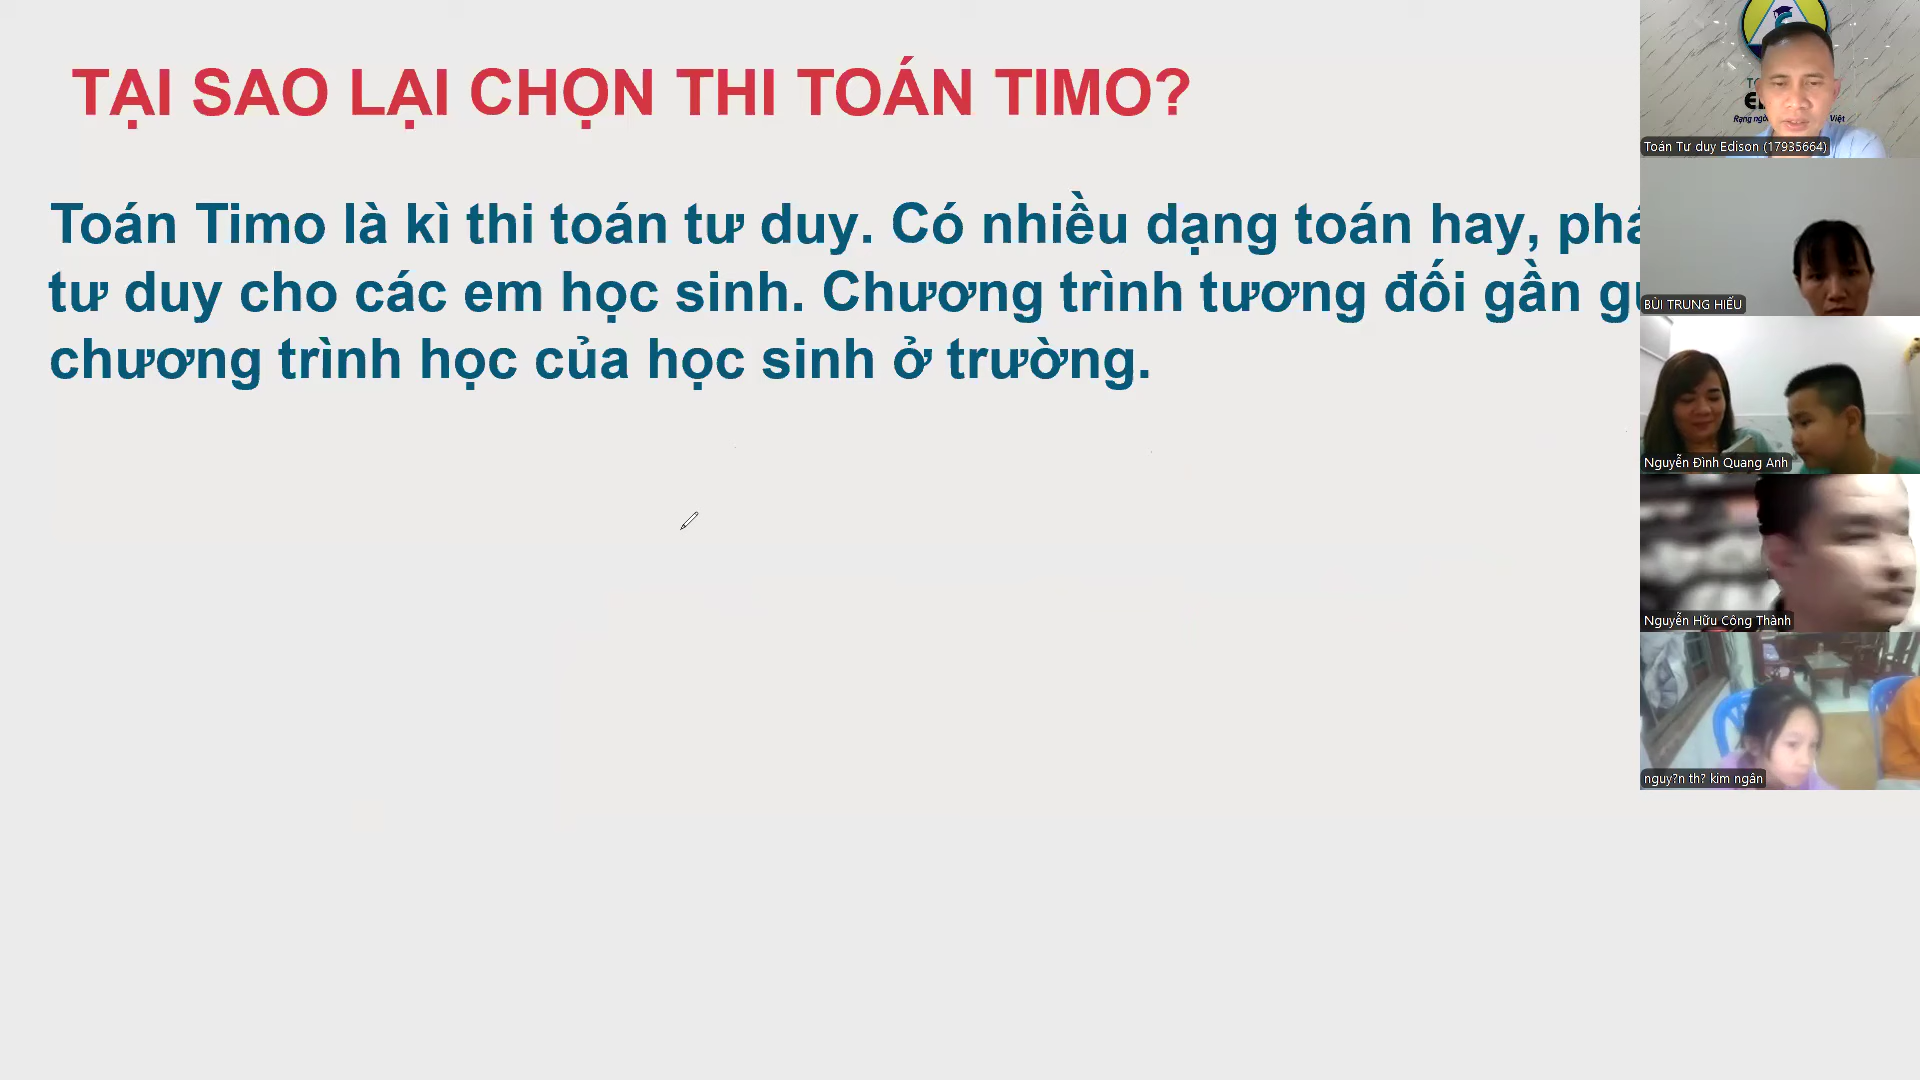 TẠI SAO LẠI CHỌN THI TOÁN TIMO?
Toán Timo là kì thi toán tư duy. Có nhiều dạng toán hay,
tư duy cho các em học sinh. Chương trình tương đối gần
chương trình học của học sinh ở trường.
Toán Tư duy Edison (17935664)
BÙI TRUNG HIẾU
Nguyễn Đình Quang Anh
Nguyễn Hữu Công Thành
nguy?n th? kim ngân